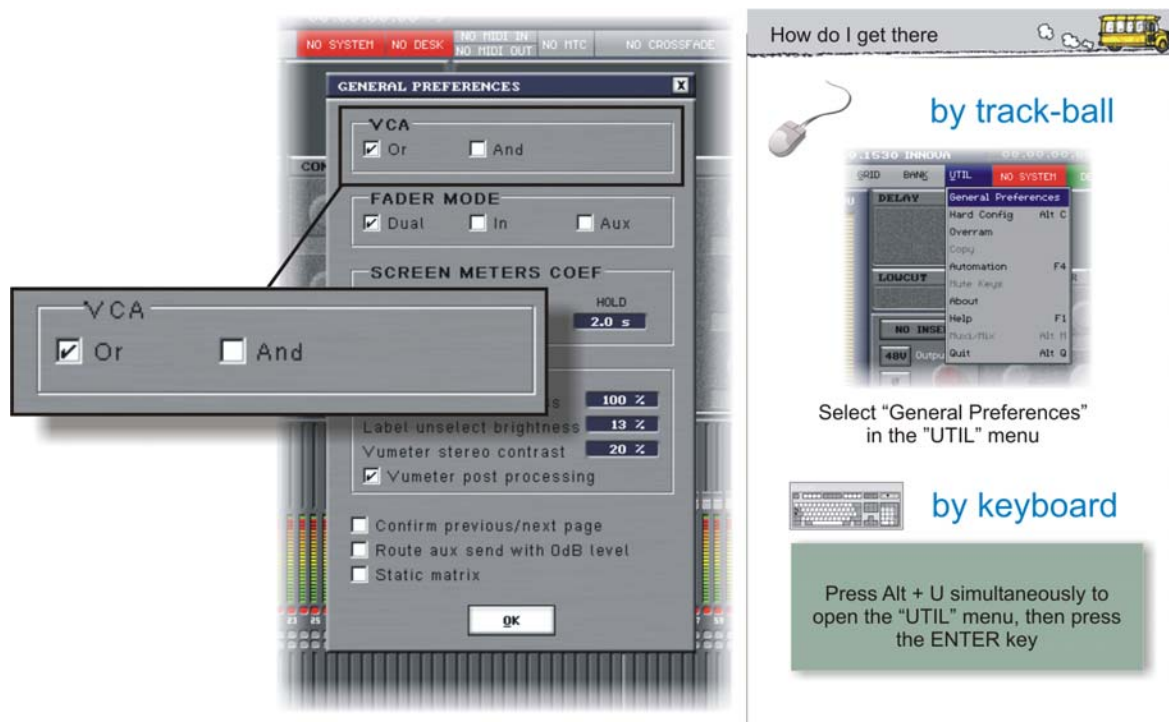 NO SYSTEM
NO DESK
NO MIDI IN
NO MIDI OUT
NO MTC
NO CROSSFADE
GENERAL PREFERENCES
X
VCA
Or
And
FADER MODE
Dual
In
Aux
SCREEN METERS COEF
HOLD
2.0 s
VCA
Or
And
100 %
Label unselect brightness
13 %
Vumeter stereo contrast
20 %
Vumeter post processing
Confirm previous/next page
Route aux send with 0dB level
Static matrix
OK
23 25
How do I get there
by track-ball
GRID BANK UTIL NO SYSTEM
DELAY
LOWCUT
48V
General Preferences
Hard Config Alt C
Overram
Copy
Automation F4
Mute Keys
About
Help F1
Quit Alt Q
Select “General Preferences”
in the ”UTIL” menu
by keyboard
Press Alt + U simultaneously to
open the “UTIL” menu, then press
the ENTER key